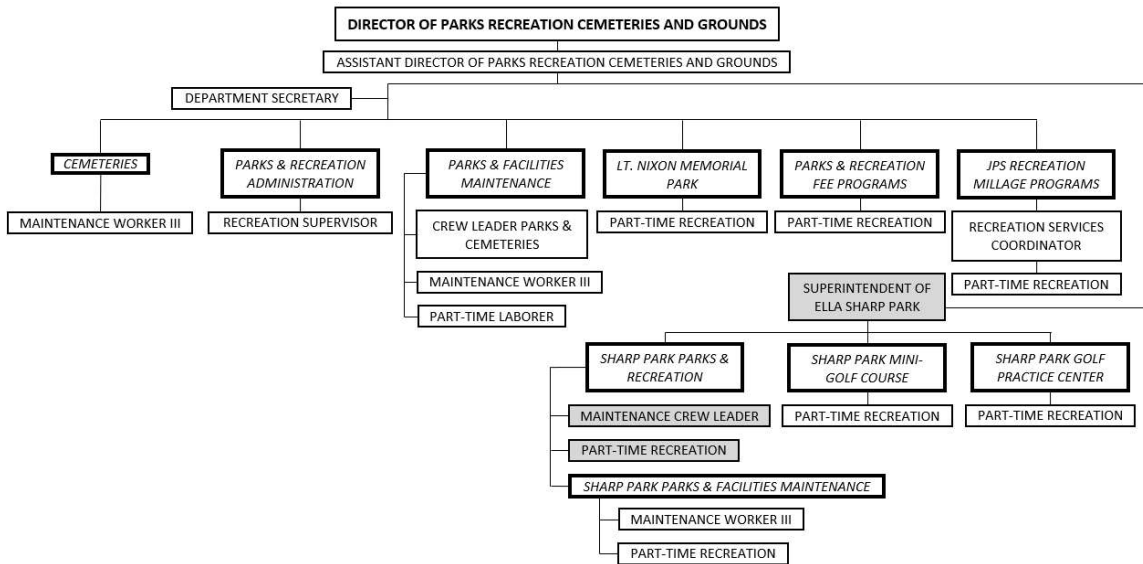 DIRECTOR OF PARKS RECREATION CEMETERIES AND GROUNDS
ASSISTANT DIRECTOR OF PARKS RECREATION CEMETERIES AND GROUNDS
DEPARTMENT SECRETARY
CEMETERIES
MAINTENANCE WORKER III
PARKS & RECREATION
ADMINISTRATION
RECREATION SUPERVISOR
PARKS & FACILITIES
MAINTENANCE
CREW LEADER PARKS &
CEMETERIES
MAINTENANCE WORKER III
PART-TIME LABORER
LT. NIXON MEMORIAL
PARK
PART-TIME RECREATION
PARKS & RECREATION
FEE PROGRAMS
PART-TIME RECREATION
JPS RECREATION
MILLAGE PROGRAMS
RECREATION SERVICES
COORDINATOR
PART-TIME RECREATION
SUPERINTENDENT OF
ELLA SHARP PARK
SHARP PARK PARKS &
RECREATION
MAINTENANCE CREW LEADER
PART-TIME RECREATION
SHARP PARK PARKS & FACILITIES MAINTENANCE
MAINTENANCE WORKER III
PART-TIME RECREATION
SHARP PARK MINI-
GOLF COURSE
PART-TIME RECREATION
SHARP PARK GOLF
PRACTICE CENTER
PART-TIME RECREATION